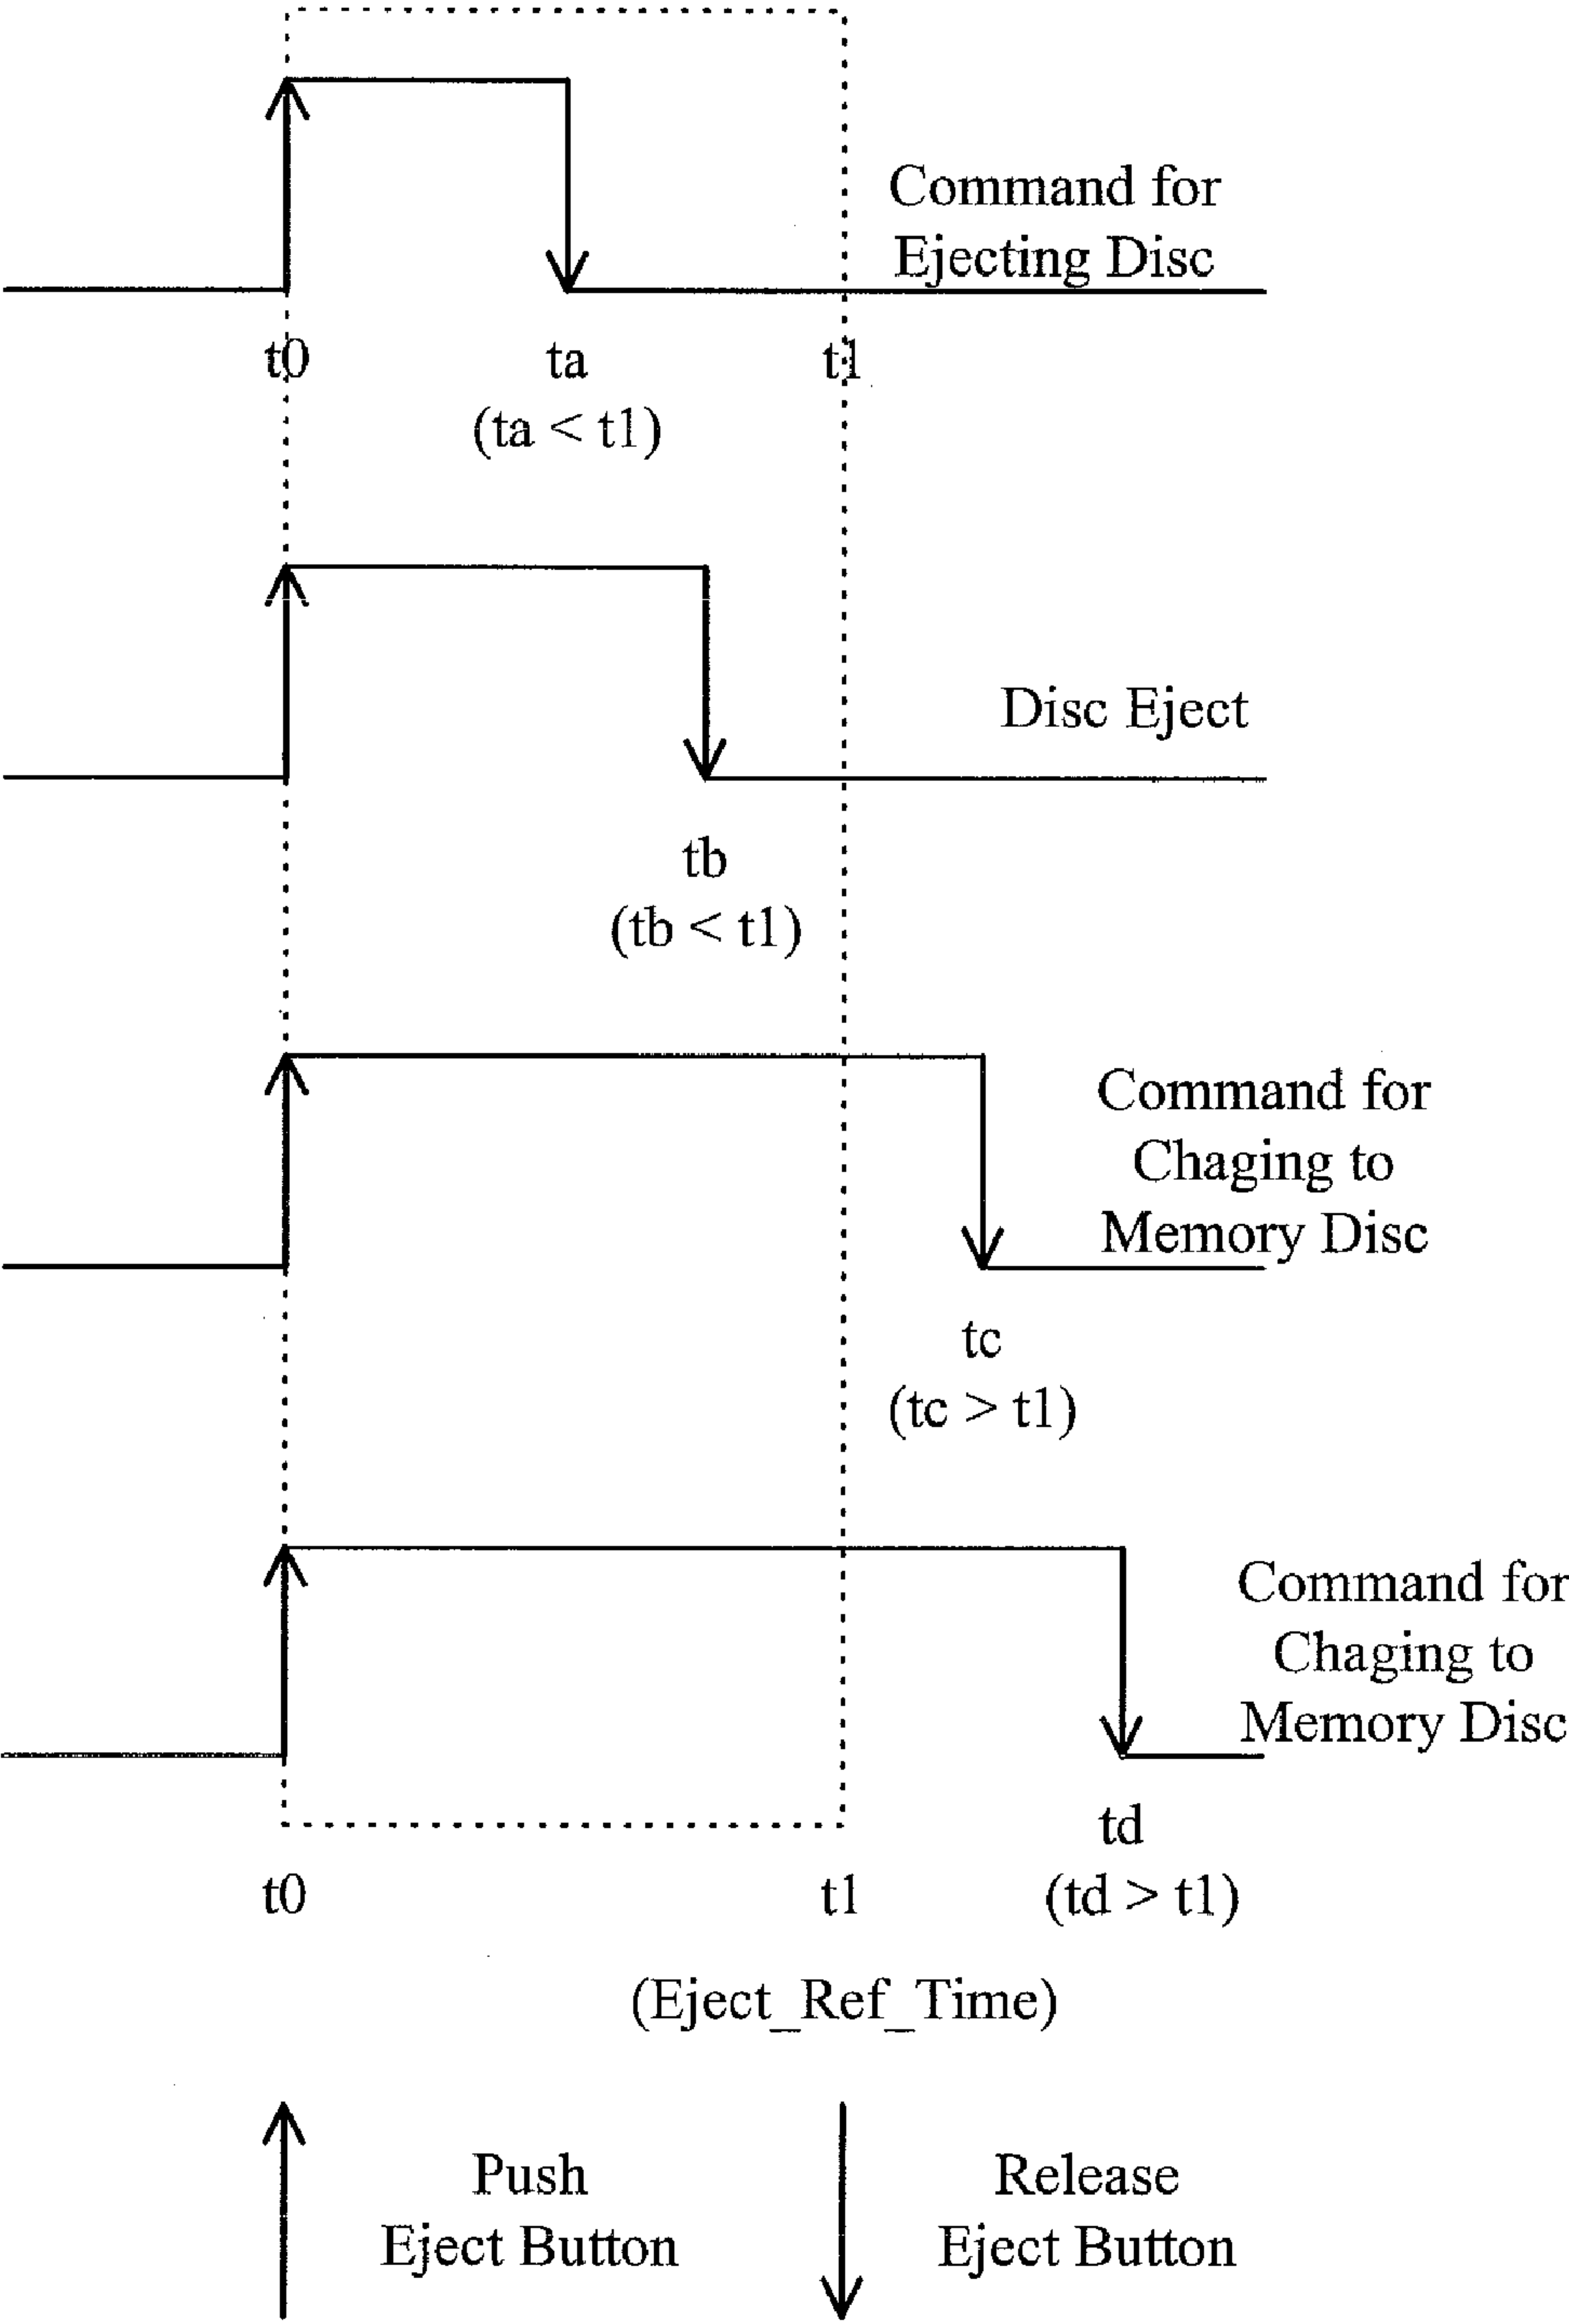 Command for
Ejecting Disc
t0
ta
t1
(ta < t1)
Disc Eject
tb
(tb < t1)
Command for
Chaging to
Memory Disc
tc
(tc > t1)
Command for
Chaging to
Memory Disc
td
t0
t1
(td > t1)
(Eject_Ref_Time)
Push
Eject Button
Release
Eject Button